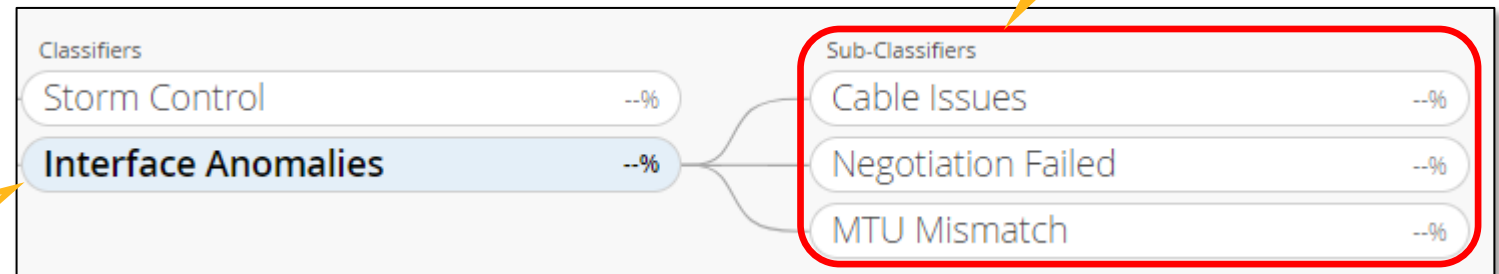 Classifiers
Storm Control --%
Interface Anomalies --%
Sub-Classifiers
Cable Issues --%
Negotiation Failed --%
MTU Mismatch --%